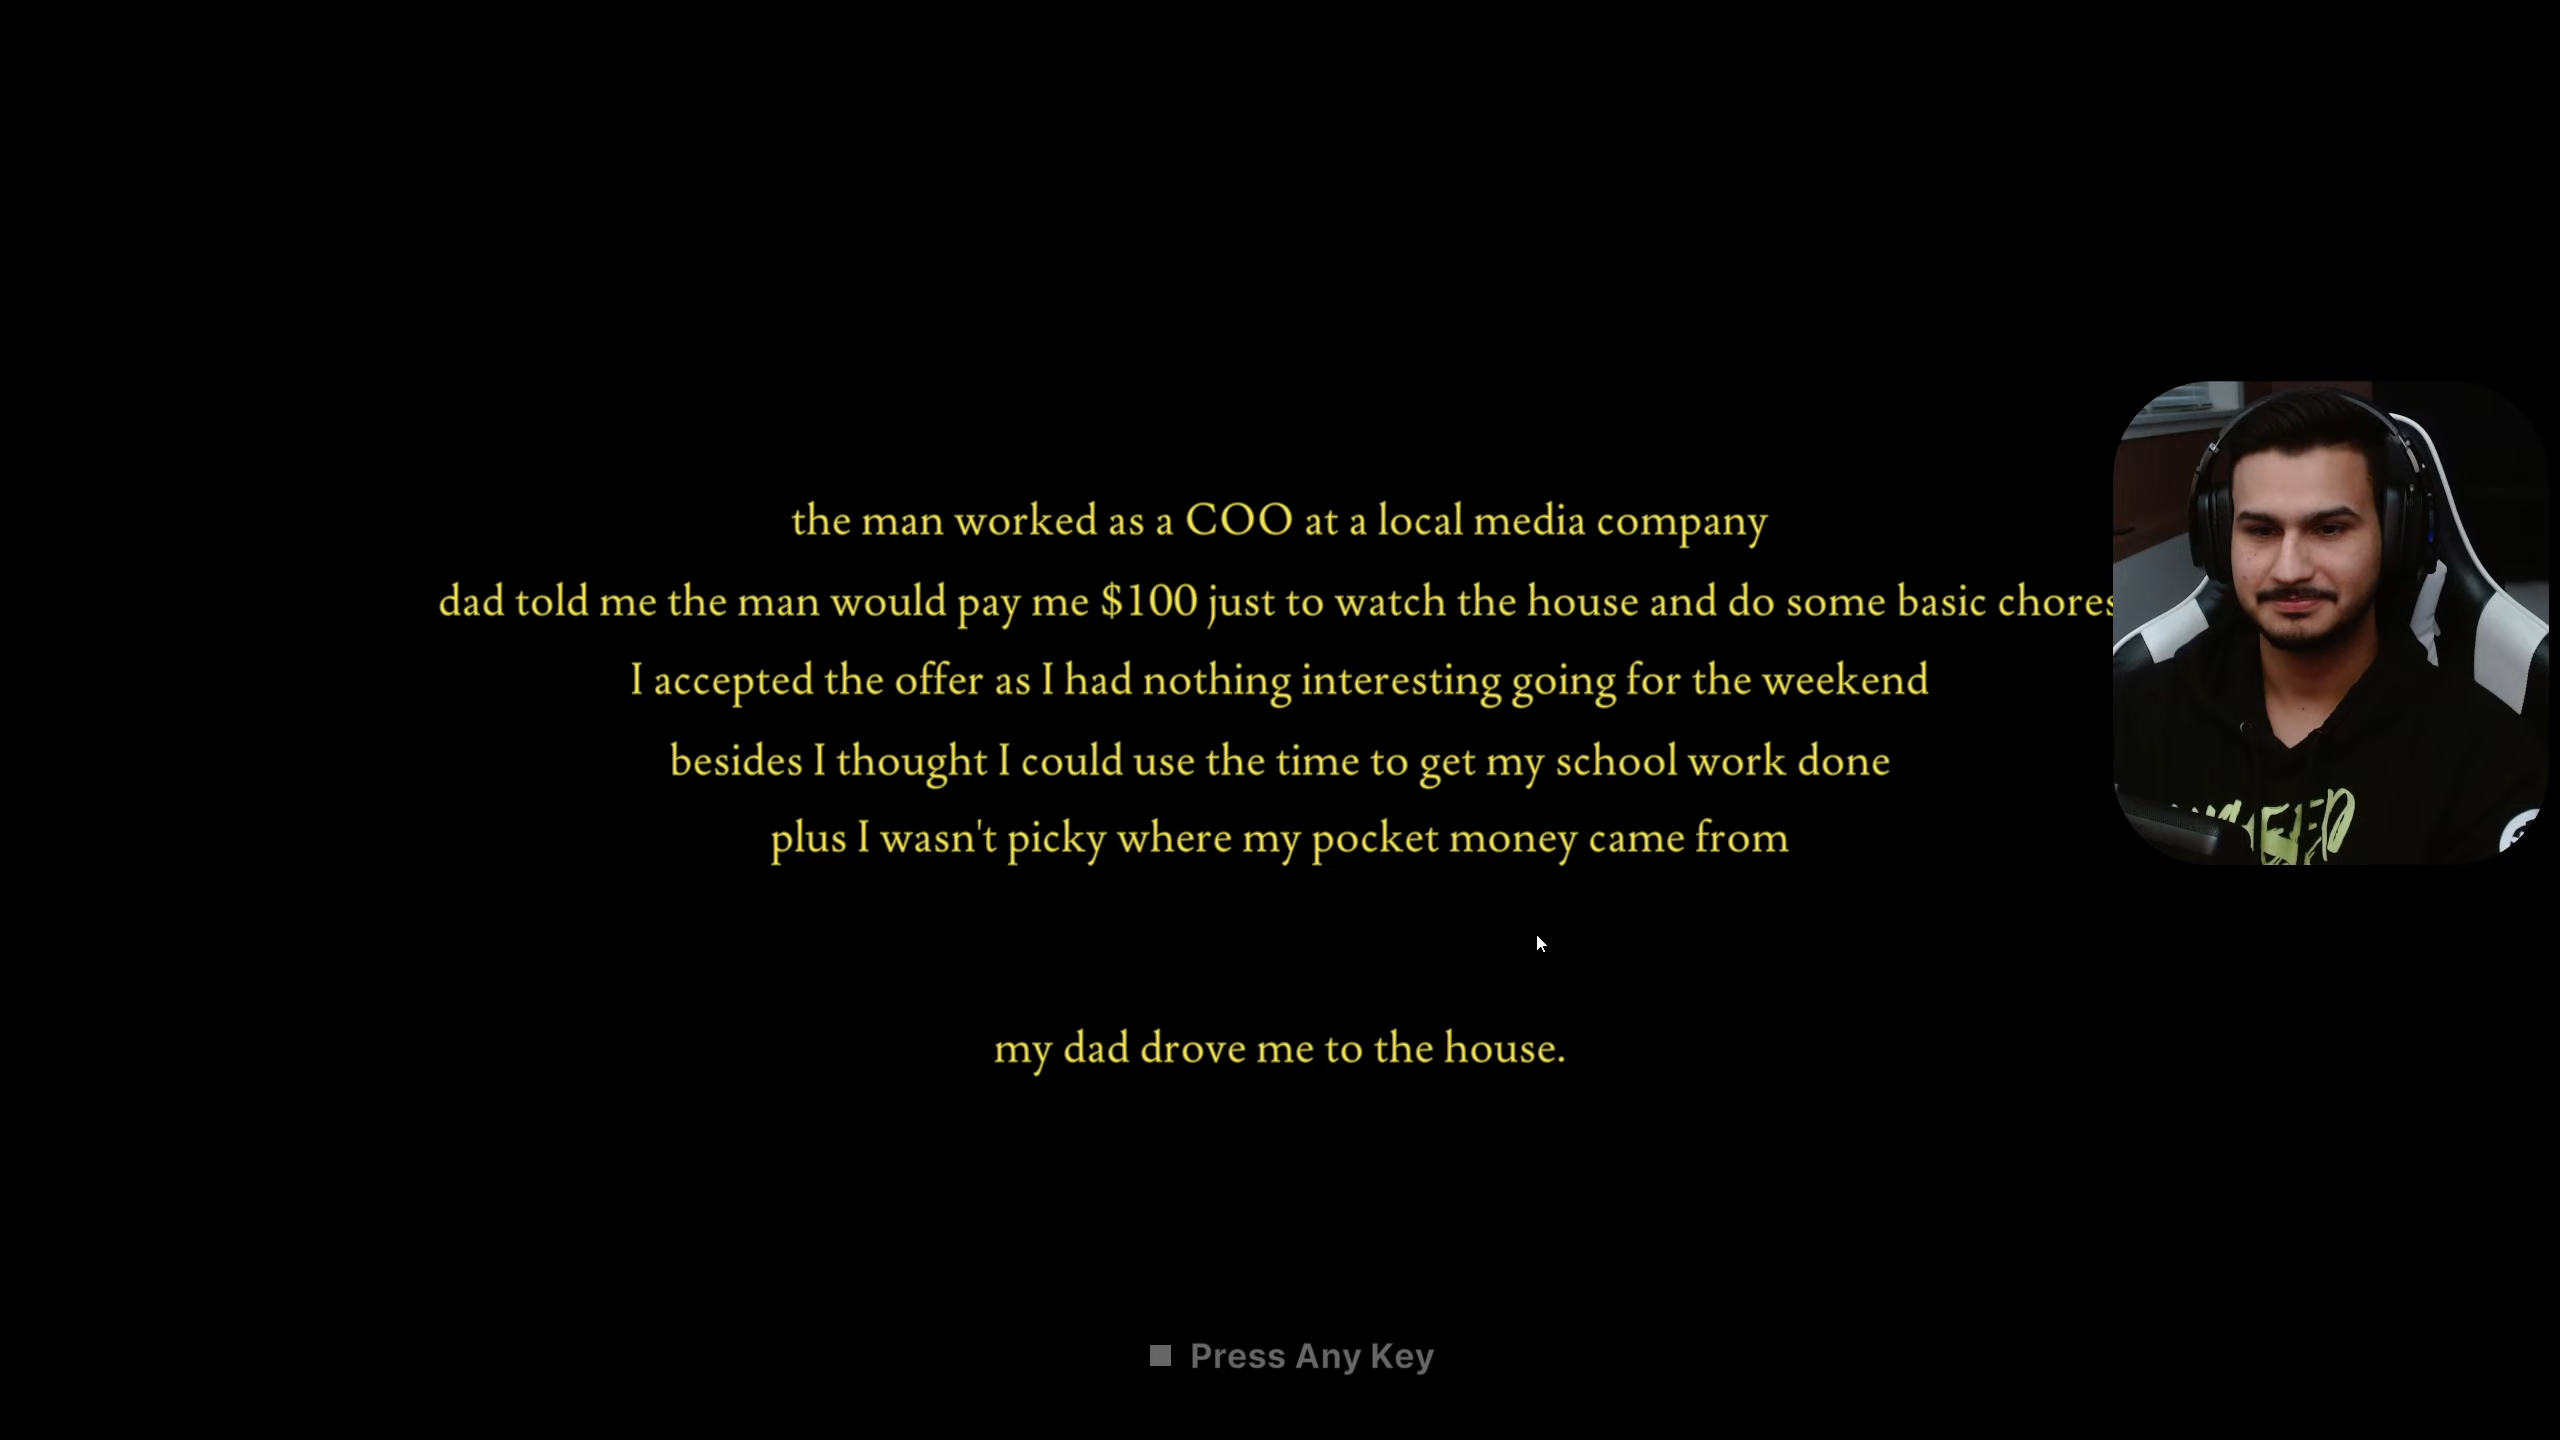 the man worked as a COO at a local media company
dad told me the man would pay me $100 just to watch the house and do some basic chores
I accepted the offer as I had nothing interesting going for the weekend
besides I thought I could use the time to get my school work done
plus I wasn't picky where my pocket money came from
my dad drove me to the house.
Press Any Key